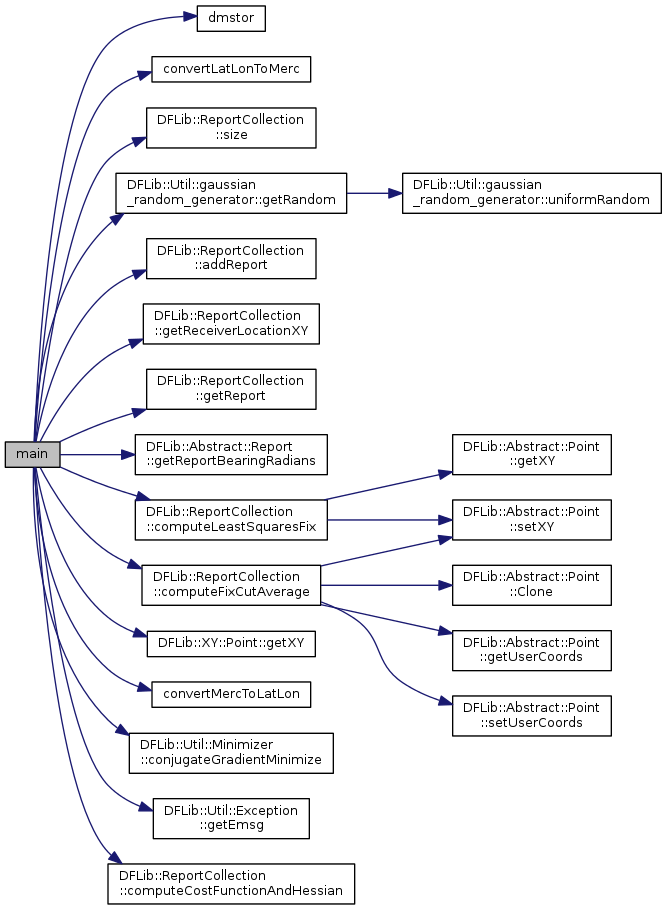 main
dmstor
convertLatLonToMerc
DFLib::ReportCollection
::size
DFLib::Util::gaussian
_random_generator::getRandom
DFLib::Util::gaussian
_random_generator::uniformRandom
DFLib::ReportCollection
::addReport
DFLib::ReportCollection
::getReceiverLocationXY
DFLib::ReportCollection
::getReport
DFLib::Abstract::Report
::getReportBearingRadians
DFLib::ReportCollection
::computeLeastSquaresFix
DFLib::Abstract::Point
::getXY
DFLib::Abstract::Point
::setXY
DFLib::ReportCollection
::computeFixCutAverage
DFLib::Abstract::Point
::Clone
DFLib::Abstract::Point
::getUserCoords
DFLib::Abstract::Point
::setUserCoords
DFLib::XY::Point::getXY
convertMercToLatLon
DFLib::Util::Minimizer
::conjugateGradientMinimize
DFLib::Util::Exception
::getEmsg
DFLib::ReportCollection
::computeCostFunctionAndHessian